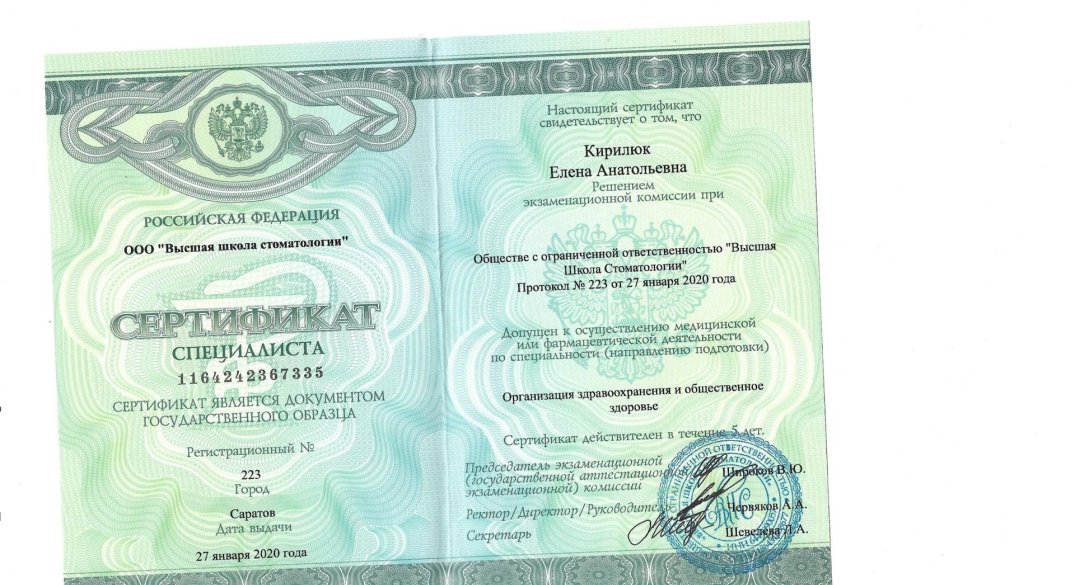 РОССИЙСКАЯ ФЕДЕРАЦИЯ
ООО "Высшая школа стоматологии"
СЕРТИФИКАТ
СПЕЦИАЛИСТА
1164242367335
СЕРТИФИКАТ ЯВЛЯЕТСЯ ДОКУМЕНТОМ
ГОСУДАРСТВЕННОГО ОБРАЗЦА
Регистрационный №
223
Город
Саратов
Дата выдачи
27 января 2020 года
Настоящий сертификат
свидетельствует о том, что
Кирилюк
Елена Анатольевна
Решением
экзаменационной комиссии при
Обществе с ограниченной ответственностью "Высшая
Школа Стоматологии"
Протокол № 223 от 27 января 2020 года
Допущен к осуществлению медицинской
или фармацевтической деятельности
по специальности (направлению подготовки)
Организация здравоохранения и общественное
здоровье
Сертификат действителен в течение 5 лет.
Председатель экзаменационной
(государственной аттестационной
экзаменационной) комиссии
Широков В.Ю.
Ректор/Директор/Руководитель
Червяков А.А.
Секретарь
Шевелева Л.А.